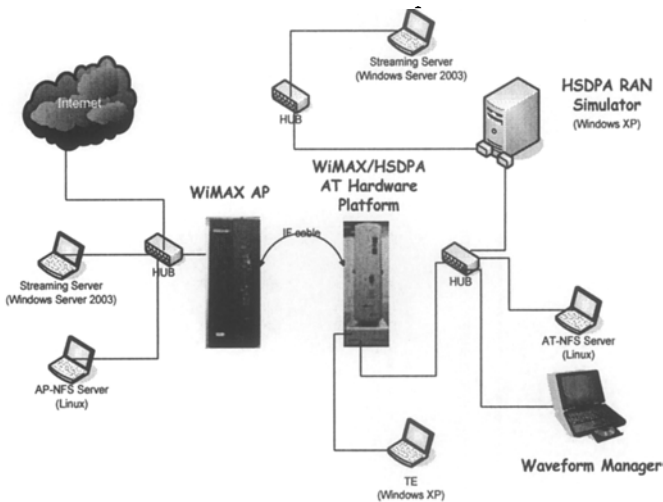 Streaming Server
(Windows Server 2003)
HSDPA RAN
Simulator
(Windows XP)
Internet
HUB
WiMAX/HSDPA
AT Hardware
Platform
WiMAX AP
IF cable
HUB
Streaming Server
(Windows Server 2003)
HUB
AP-NFS Server
(Linux)
AT-NFS Server
(Linux)
TE
(Windows XP)
Waveform Manager